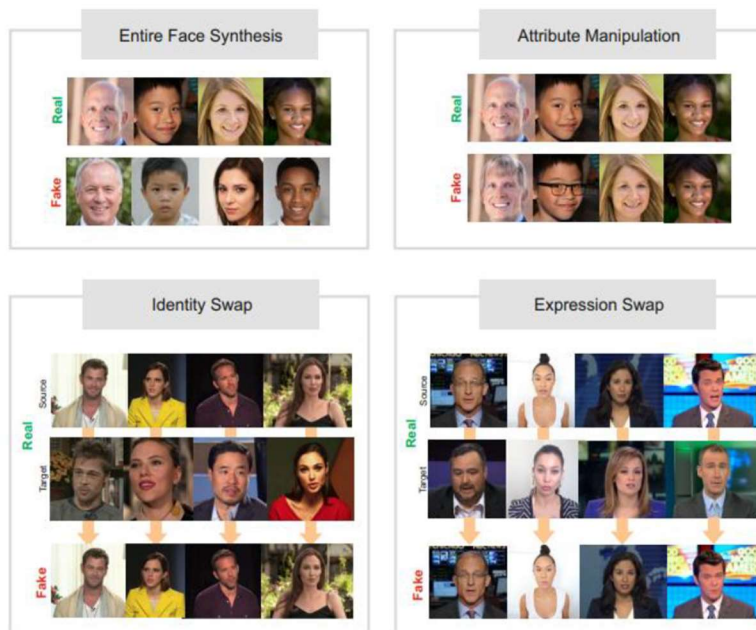 Entire Face Synthesis
Real
Fake
Attribute Manipulation
Real
Fake
Identity Swap
Real
Source
Target
Fake
Expression Swap
Real
Source
Target
Fake